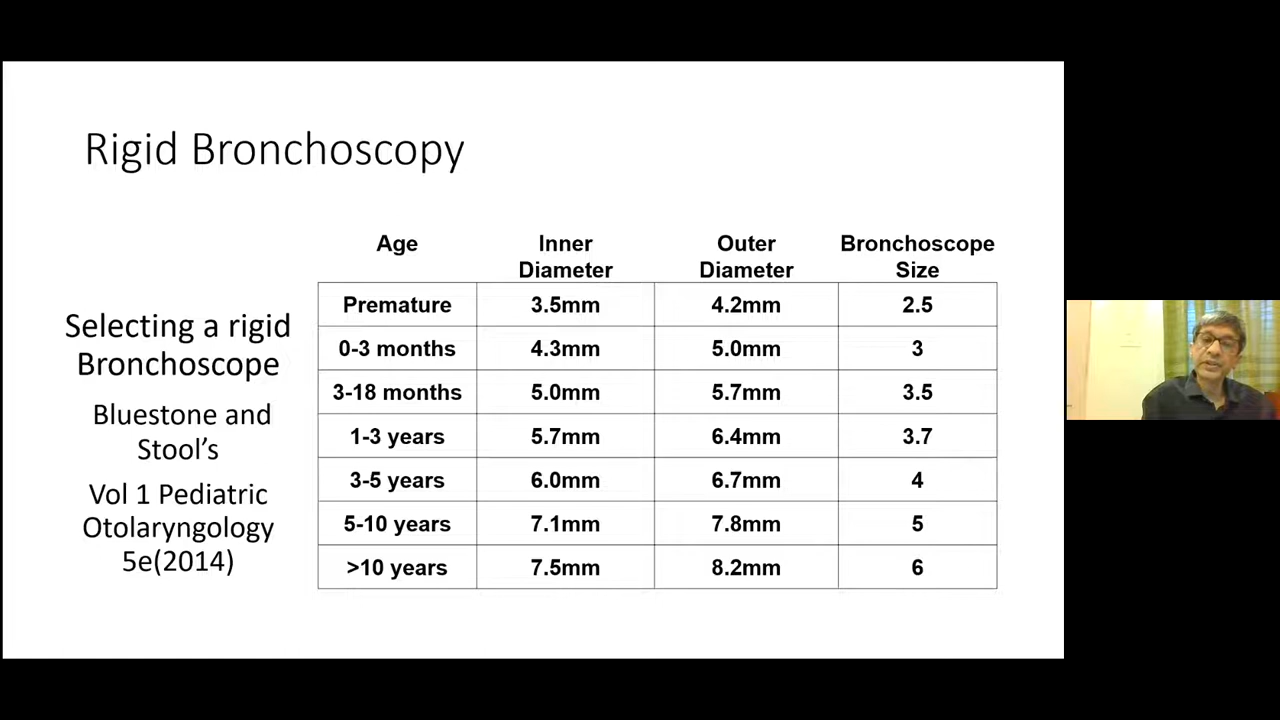 Rigid Bronchoscopy
Selecting a rigid
Bronchoscope
Bluestone and
Stool's
Vol 1 Pediatric
Otolaryngology
5e(2014)
Age Inner Diameter Outer Diameter Bronchoscope Size
Premature 3.5mm 4.2mm 2.5
0-3 months 4.3mm 5.0mm 3
3-18 months 5.0mm 5.7mm 3.5
1-3 years 5.7mm 6.4mm 3.7
3-5 years 6.0mm 6.7mm 4
5-10 years 7.1mm 7.8mm 5
>10 years 7.5mm 8.2mm 6